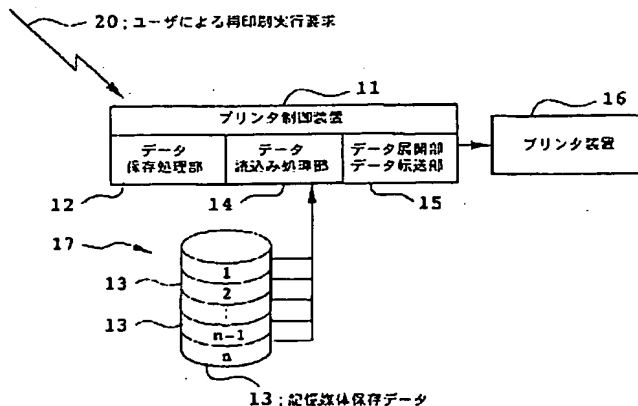 20：ユーザによる再印刷実行要求
11
プリンタ制御装置
16
プリンタ装置
データ
保存処理部
データ
読込み処理部
データ展開部
データ転送部
12
14
15
17
13
13
1
2
⋮
n-1
n
13：記憶媒体保存データ